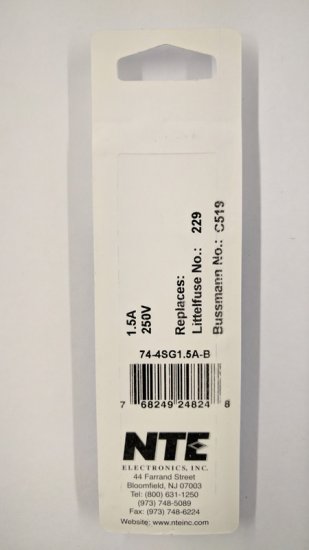 1.5A
250V
Replaces:
Littelfuse No.: 229
Bussmann No.: C519
74-4SG1.5A-B
7 68249 24824 8
NTE
ELECTRONICS, INC.
44 Farrand Street
Bloomfield, NJ 07003
Tel: (800) 631-1250
(973) 748-5089
Fax: (973) 748-6224
Website: www.nteinc.com